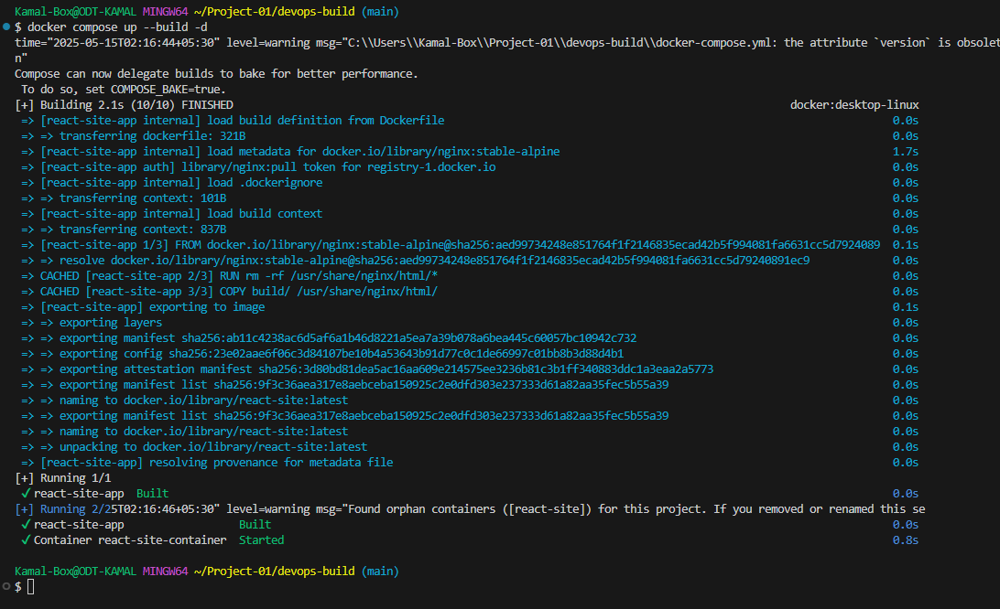 Kamal-Box@ODT-KAMAL MINGW64 ~/Project-01/devops-build (main)
$ docker compose up --build -d
time="2025-05-15T02:16:44+05:30" level=warning msg="C:\\Users\\Kamal-Box\\Project-01\\devops-build\\docker-compose.yml: the attribute `version` is obsolet
n"
Compose can now delegate builds to bake for better performance.
 To do so, set COMPOSE_BAKE=true.
[+] Building 2.1s (10/10) FINISHED docker:desktop-linux
 => [react-site-app internal] load build definition from Dockerfile 0.0s
 => => transferring dockerfile: 321B 0.0s
 => [react-site-app internal] load metadata for docker.io/library/nginx:stable-alpine 1.7s
 => [react-site-app auth] library/nginx:pull token for registry-1.docker.io 0.0s
 => [react-site-app internal] load .dockerignore 0.0s
 => => transferring context: 101B 0.0s
 => [react-site-app internal] load build context 0.0s
 => => transferring context: 837B 0.0s
 => [react-site-app 1/3] FROM docker.io/library/nginx:stable-alpine@sha256:aed99734248e851764f1f2146835ecad42b5f994081fa6631cc5d7924089 0.1s
 => => resolve docker.io/library/nginx:stable-alpine@sha256:aed99734248e851764f1f2146835ecad42b5f994081fa6631cc5d79240891ec9 0.0s
 => CACHED [react-site-app 2/3] RUN rm -rf /usr/share/nginx/html/* 0.0s
 => CACHED [react-site-app 3/3] COPY build/ /usr/share/nginx/html/ 0.0s
 => [react-site-app] exporting to image 0.1s
 => => exporting layers 0.0s
 => => exporting manifest sha256:ab11c4238ac6d5af6a1b46d8221a5ea7a39b078a6bea445c60057bc10942c732 0.0s
 => => exporting config sha256:23e02aae6f06c3d84107be10b4a53643b91d77c0c1de66997c01bb8b3d88d4b1 0.0s
 => => exporting attestation manifest sha256:3d80bd81dea5ac16aa609e214575ee3236b81c3b1ff340883ddc1a3eaa2a5773 0.0s
 => => exporting manifest list sha256:9f3c36aea317e8aebceba150925c2e0dfd303e237333d61a82aa35fec5b55a39 0.0s
 => => naming to docker.io/library/react-site:latest 0.0s
 => => exporting manifest list sha256:9f3c36aea317e8aebceba150925c2e0dfd303e237333d61a82aa35fec5b55a39 0.0s
 => => naming to docker.io/library/react-site:latest 0.0s
 => => unpacking to docker.io/library/react-site:latest 0.0s
 => [react-site-app] resolving provenance for metadata file 0.0s
[+] Running 1/1
 ✔ react-site-app Built 0.0s
[+] Running 2/25T02:16:46+05:30" level=warning msg="Found orphan containers ([react-site]) for this project. If you removed or renamed this se
 ✔ react-site-app Built 0.0s
 ✔ Container react-site-container Started 0.8s
Kamal-Box@ODT-KAMAL MINGW64 ~/Project-01/devops-build (main)
$